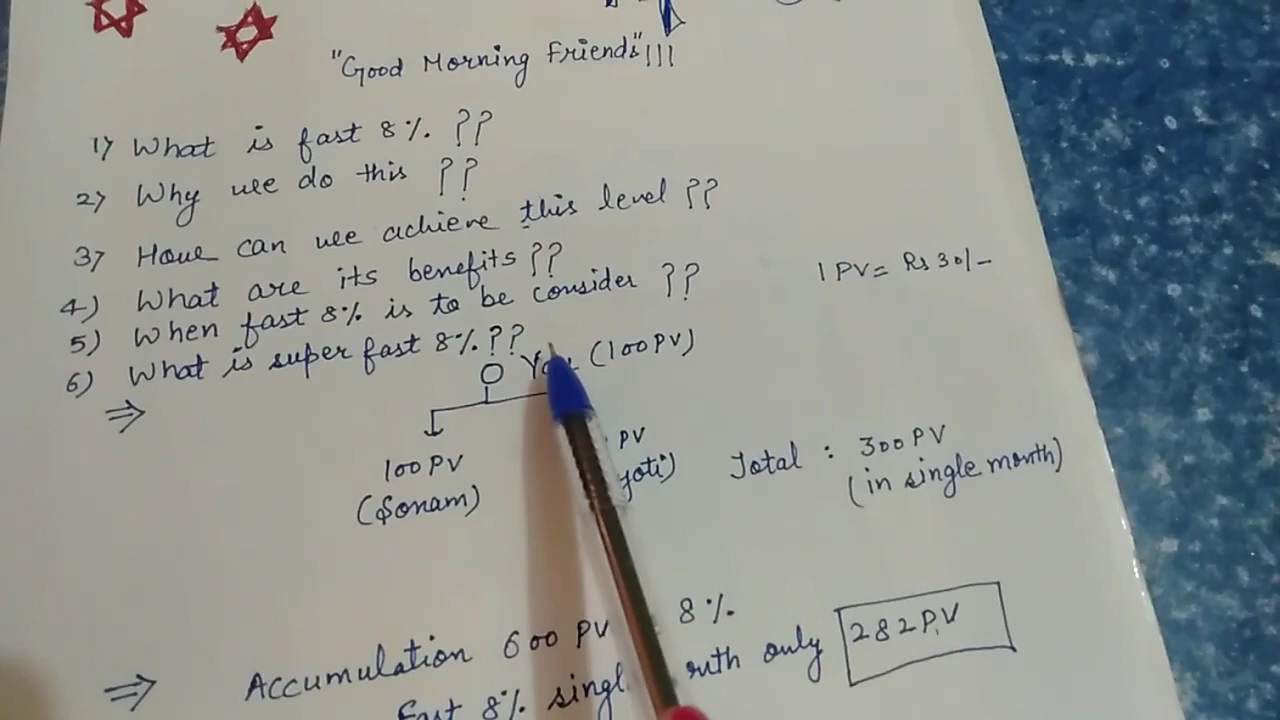 "Good Morning Friends"!!!
1) What is fast 8% ??
2) Why we do this ??
3) How can we achieve this level ??
4) What are its benefits ??
5) When fast 8% is to be consider ??
1 PV = Rs 30/-
6) What is super fast 8% ??
You (100 PV)
⇒
100 PV
PV
(Sonam)
Total : 300 PV
(in single month)
⇒ Accumulation 600 PV 8%
Fast 8% only 282 PV